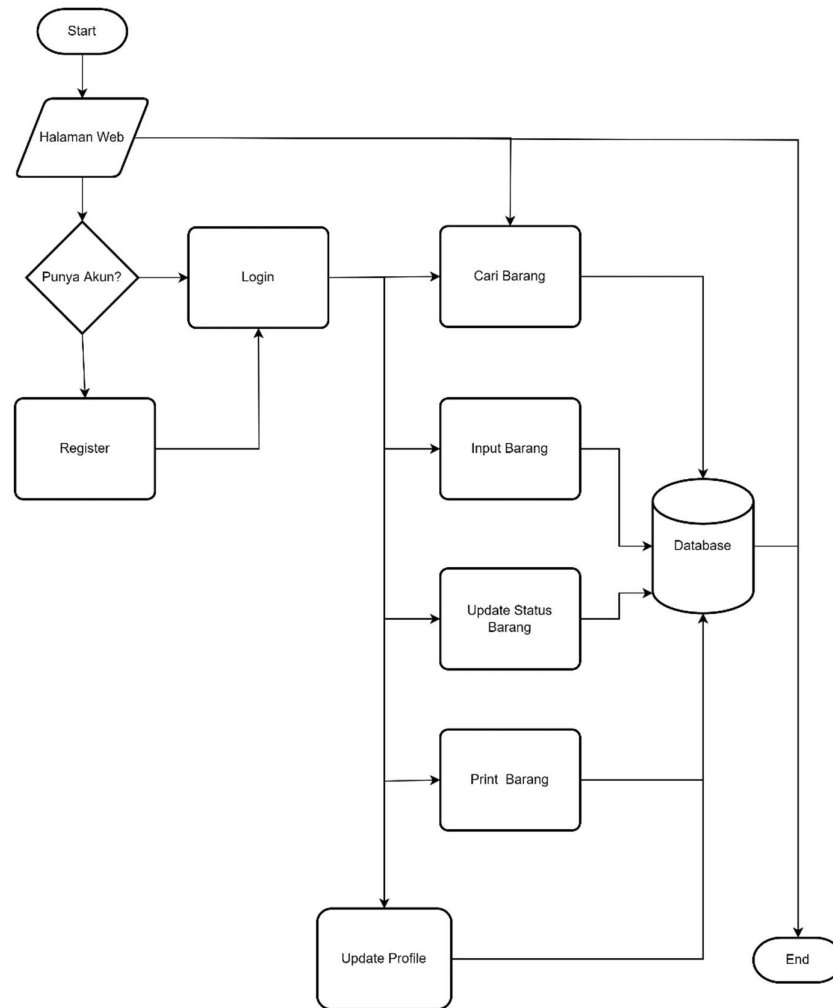 Start
Halaman Web
Punya Akun?
Login
Cari Barang
Register
Input Barang
Database
Update Status
Barang
Print Barang
Update Profile
End